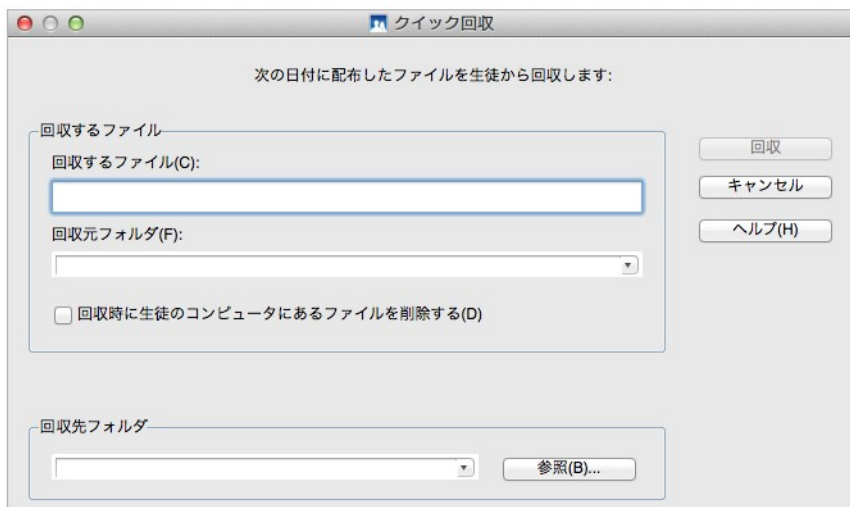 クイック回収
次の日付に配布したファイルを生徒から回収します:
回収するファイル
回収するファイル(C):
回収元フォルダ(F):
回収時に生徒のコンピュータにあるファイルを削除する(D)
回収
キャンセル
ヘルプ(H)
回収先フォルダ
参照(B)...